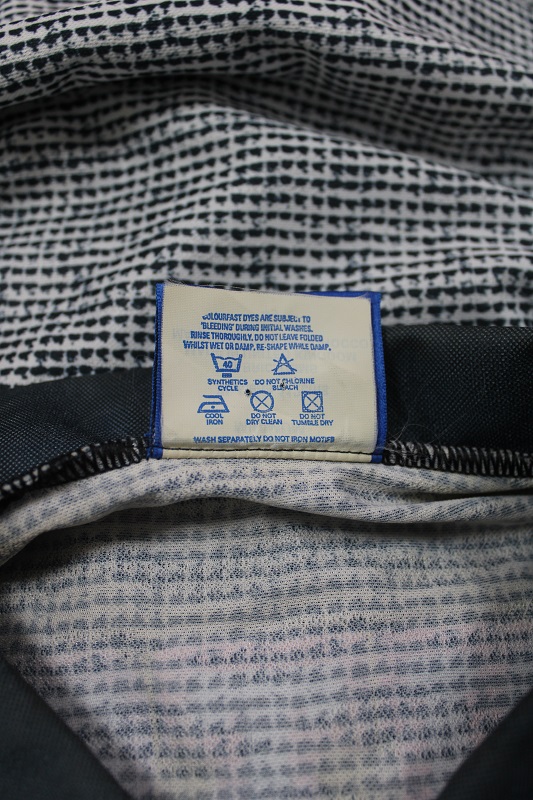 COLOURFAST DYES ARE SUBJECT TO
'BLEEDING' DURING INITIAL WASHES.
RINSE THOROUGHLY. DO NOT LEAVE FOLDED
WHILST WET OR DAMP. RE-SHAPE WHILE DAMP.
40
SYNTHETICS CYCLE
DO NOT CHLORINE BLEACH
COOL IRON
DO NOT DRY CLEAN
DO NOT TUMBLE DRY
WASH SEPARATELY DO NOT IRON MOTIFS